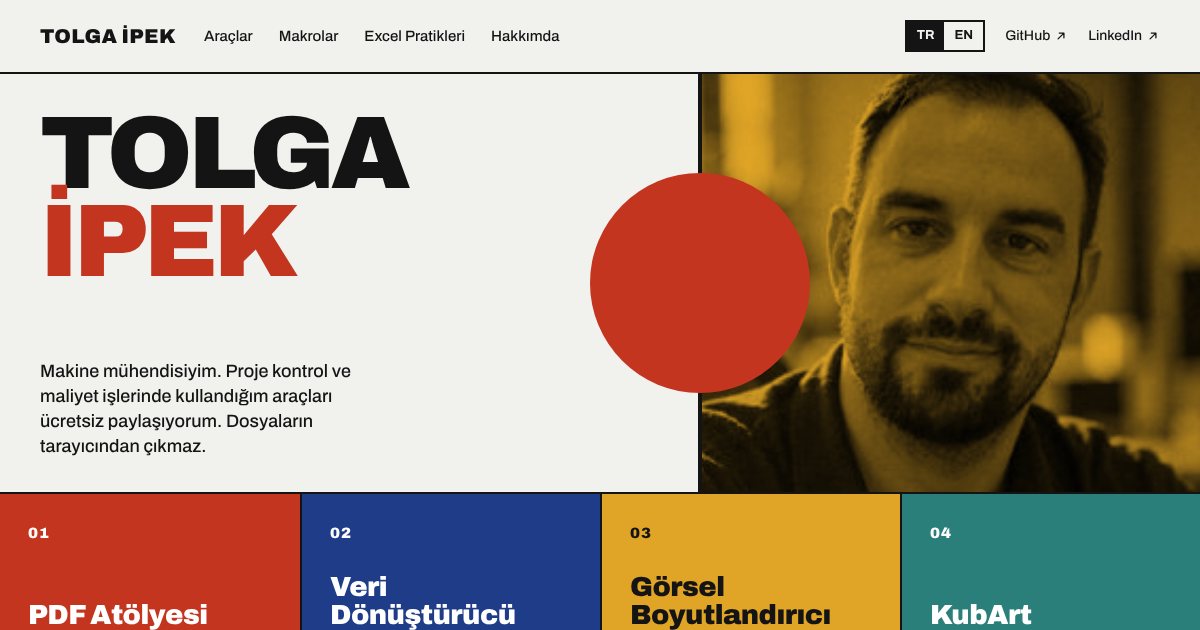 TOLGA İPEK
Araçlar
Makrolar
Excel Pratikleri
Hakkımda
TR
EN
GitHub ↗
LinkedIn ↗
TOLGA
İPEK
Makine mühendisiyim. Proje kontrol ve
maliyet işlerinde kullandığım araçları
ücretsiz paylaşıyorum. Dosyaların
tarayıcından çıkmaz.
01
PDF Atölyesi
02
Veri
Dönüştürücü
03
Görsel
Boyutlandırıcı
04
KubArt